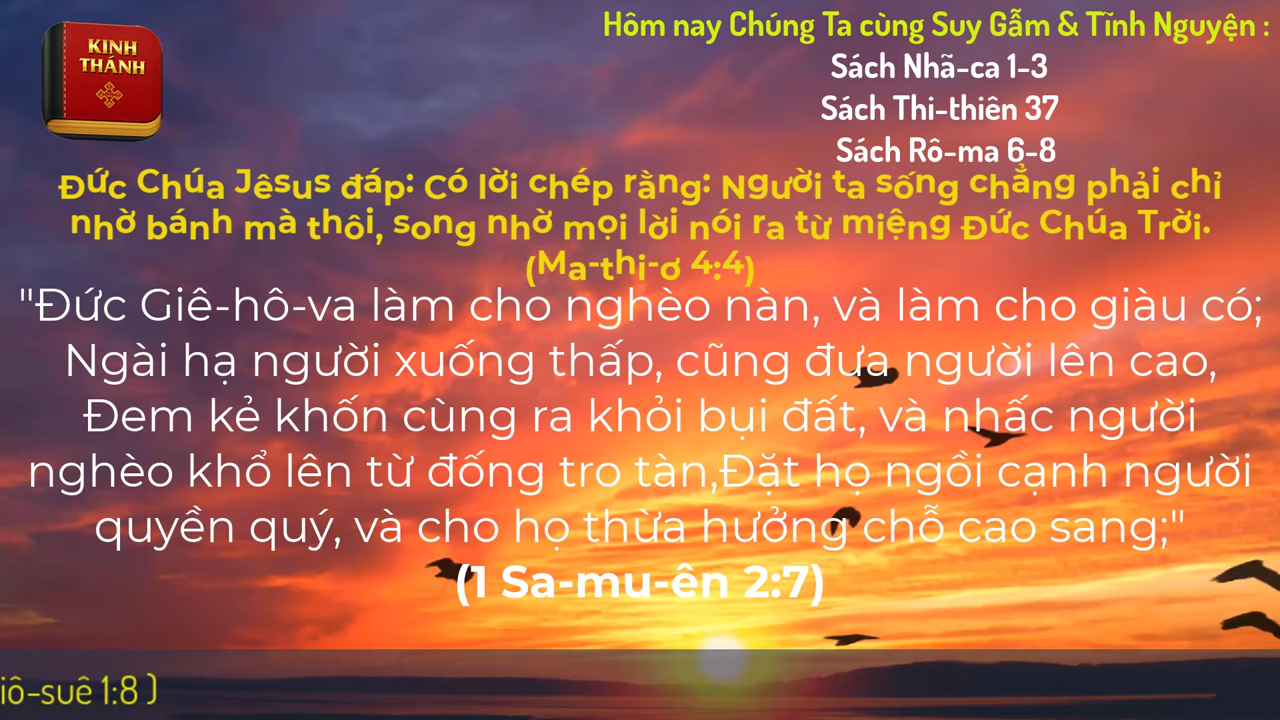 KINH
THÁNH
Hôm nay Chúng Ta cùng Suy Gẫm & Tĩnh Nguyện :
Sách Nhã-ca 1-3
Sách Thi-thiên 37
Sách Rô-ma 6-8
Đức Chúa Jêsus đáp: Có lời chép rằng: Người ta sống chẳng phải chỉ
nhờ bánh mà thôi, song nhờ mọi lời nói ra từ miệng Đức Chúa Trời.
(Ma-thi-ơ 4:4)
"Đức Giê-hô-va làm cho nghèo nàn, và làm cho giàu có;
Ngài hạ người xuống thấp, cũng đưa người lên cao,
Đem kẻ khốn cùng ra khỏi bụi đất, và nhấc người
nghèo khổ lên từ đống tro tàn,Đặt họ ngồi cạnh người
quyền quý, và cho họ thừa hưởng chỗ cao sang;"
(1 Sa-mu-ên 2:7)
iô-suê 1:8 )